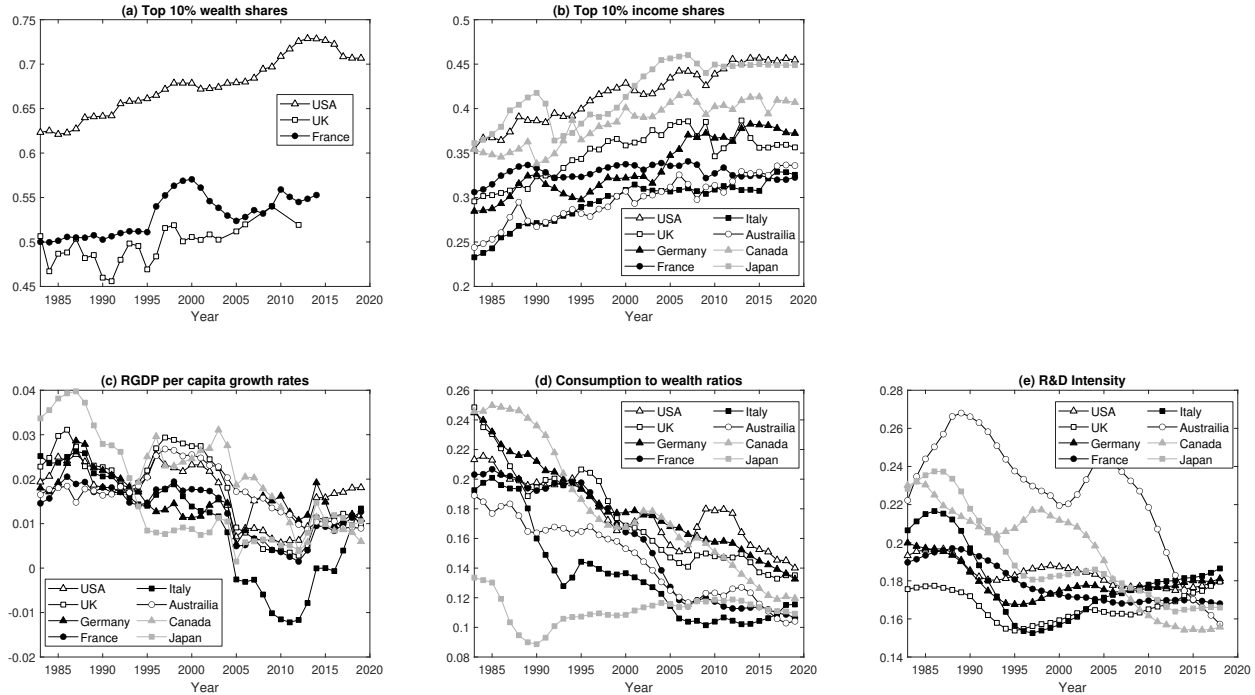 (a) Top 10% wealth shares
0.75
0.7
0.65
0.6
0.55
0.5
0.45
1985 1990 1995 2000 2005 2010 2015 2020
Year
USA
UK
France
(b) Top 10% income shares
0.5
0.45
0.4
0.35
0.3
0.25
0.2
1985 1990 1995 2000 2005 2010 2015 2020
Year
USA Italy
UK Austrailia
Germany Canada
France Japan
(c) RGDP per capita growth rates
0.04
0.03
0.02
0.01
0
-0.01
-0.02
1985 1990 1995 2000 2005 2010 2015 2020
Year
USA Italy
UK Austrailia
Germany Canada
France Japan
(d) Consumption to wealth ratios
0.26
0.24
0.22
0.2
0.18
0.16
0.14
0.12
0.1
0.08
1985 1990 1995 2000 2005 2010 2015 2020
Year
USA Italy
UK Austrailia
Germany Canada
France Japan
(e) R&D Intensity
0.28
0.26
0.24
0.22
0.2
0.18
0.16
0.14
1985 1990 1995 2000 2005 2010 2015 2020
Year
USA Italy
UK Austrailia
Germany Canada
France Japan